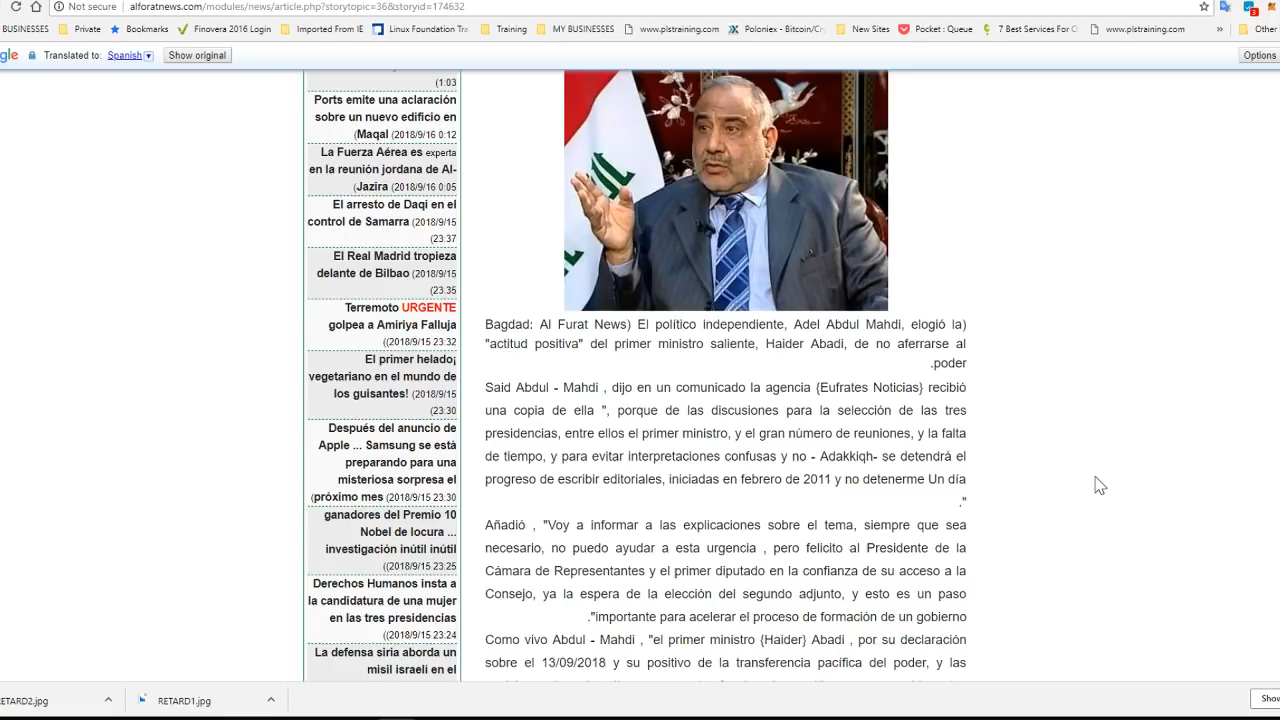 Not secure | alforatnews.com/modules/news/article.php?storytopic=36&storyid=174632
BUSINESSES Private Bookmarks Finovera 2016 Login Imported From IE Linux Foundation Tra Training MY BUSINESSES www.plstraining.com Poloniex - Bitcoin/Cry New Sites Pocket : Queue 7 Best Services For C www.plstraining.com » Other
gle Translated to: Spanish Show original Options
(1:03
Ports emite una aclaración
sobre un nuevo edificio en
(Maqal (2018/9/16 0:12
La Fuerza Aérea es experta
en la reunión jordana de Al-
(Jazira (2018/9/16 0:05
El arresto de Daqi en el
control de Samarra (2018/9/15
(23:37
El Real Madrid tropieza
delante de Bilbao (2018/9/15
(23:35
Terremoto URGENTE
golpea a Amiriya Falluja
((2018/9/15 23:32
El primer helado¡
vegetariano en el mundo de
los guisantes! (2018/9/15
(23:30
Después del anuncio de
Apple ... Samsung se está
preparando para una
misteriosa sorpresa el
(próximo mes (2018/9/15 23:30
ganadores del Premio 10
Nobel de locura ...
investigación inútil inútil
((2018/9/15 23:25
Derechos Humanos insta a
la candidatura de una mujer
en las tres presidencias
((2018/9/15 23:24
La defensa siria aborda un
misil israelí en el
Bagdad: Al Furat News) El político independiente, Adel Abdul Mahdi, elogió la)
"actitud positiva" del primer ministro saliente, Haider Abadi, de no aferrarse al
.poder
Said Abdul - Mahdi , dijo en un comunicado la agencia {Eufrates Noticias} recibió
una copia de ella ", porque de las discusiones para la selección de las tres
presidencias, entre ellos el primer ministro, y el gran número de reuniones, y la falta
de tiempo, y para evitar interpretaciones confusas y no - Adakkiqh- se detendrá el
progreso de escribir editoriales, iniciadas en febrero de 2011 y no detenerme Un día
."
Añadió , "Voy a informar a las explicaciones sobre el tema, siempre que sea
necesario, no puedo ayudar a esta urgencia , pero felicito al Presidente de la
Cámara de Representantes y el primer diputado en la confianza de su acceso a la
Consejo, ya la espera de la elección del segundo adjunto, y esto es un paso
."importante para acelerar el proceso de formación de un gobierno
Como vivo Abdul - Mahdi , "el primer ministro {Haider} Abadi , por su declaración
sobre el 13/09/2018 y su positivo de la transferencia pacífica del poder, y las
RETARD2.jpg RETARD1.jpg Show